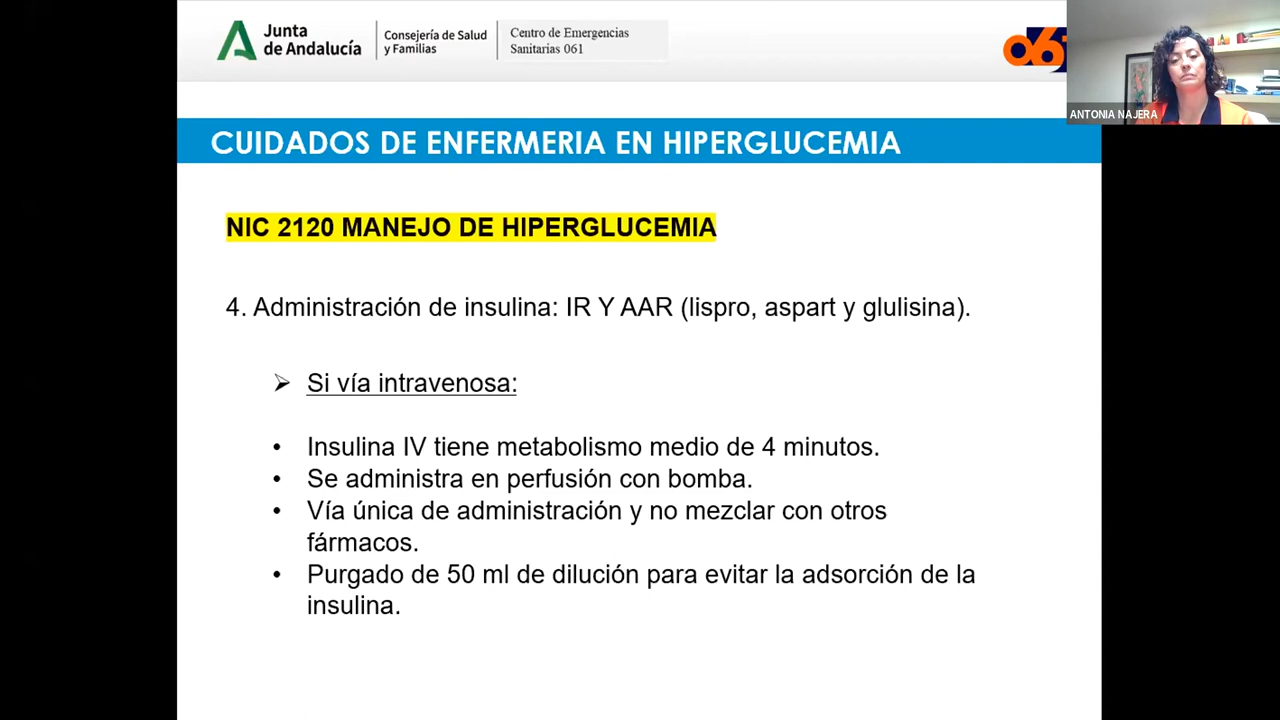 Junta
de Andalucía
Consejería de Salud
y Familias
Centro de Emergencias
Sanitarias 061
061
ANTONIA NAJERA
CUIDADOS DE ENFERMERIA EN HIPERGLUCEMIA
NIC 2120 MANEJO DE HIPERGLUCEMIA
4. Administración de insulina: IR Y AAR (lispro, aspart y glulisina).
➢ Si vía intravenosa:
• Insulina IV tiene metabolismo medio de 4 minutos.
• Se administra en perfusión con bomba.
• Vía única de administración y no mezclar con otros
fármacos.
• Purgado de 50 ml de dilución para evitar la adsorción de la
insulina.